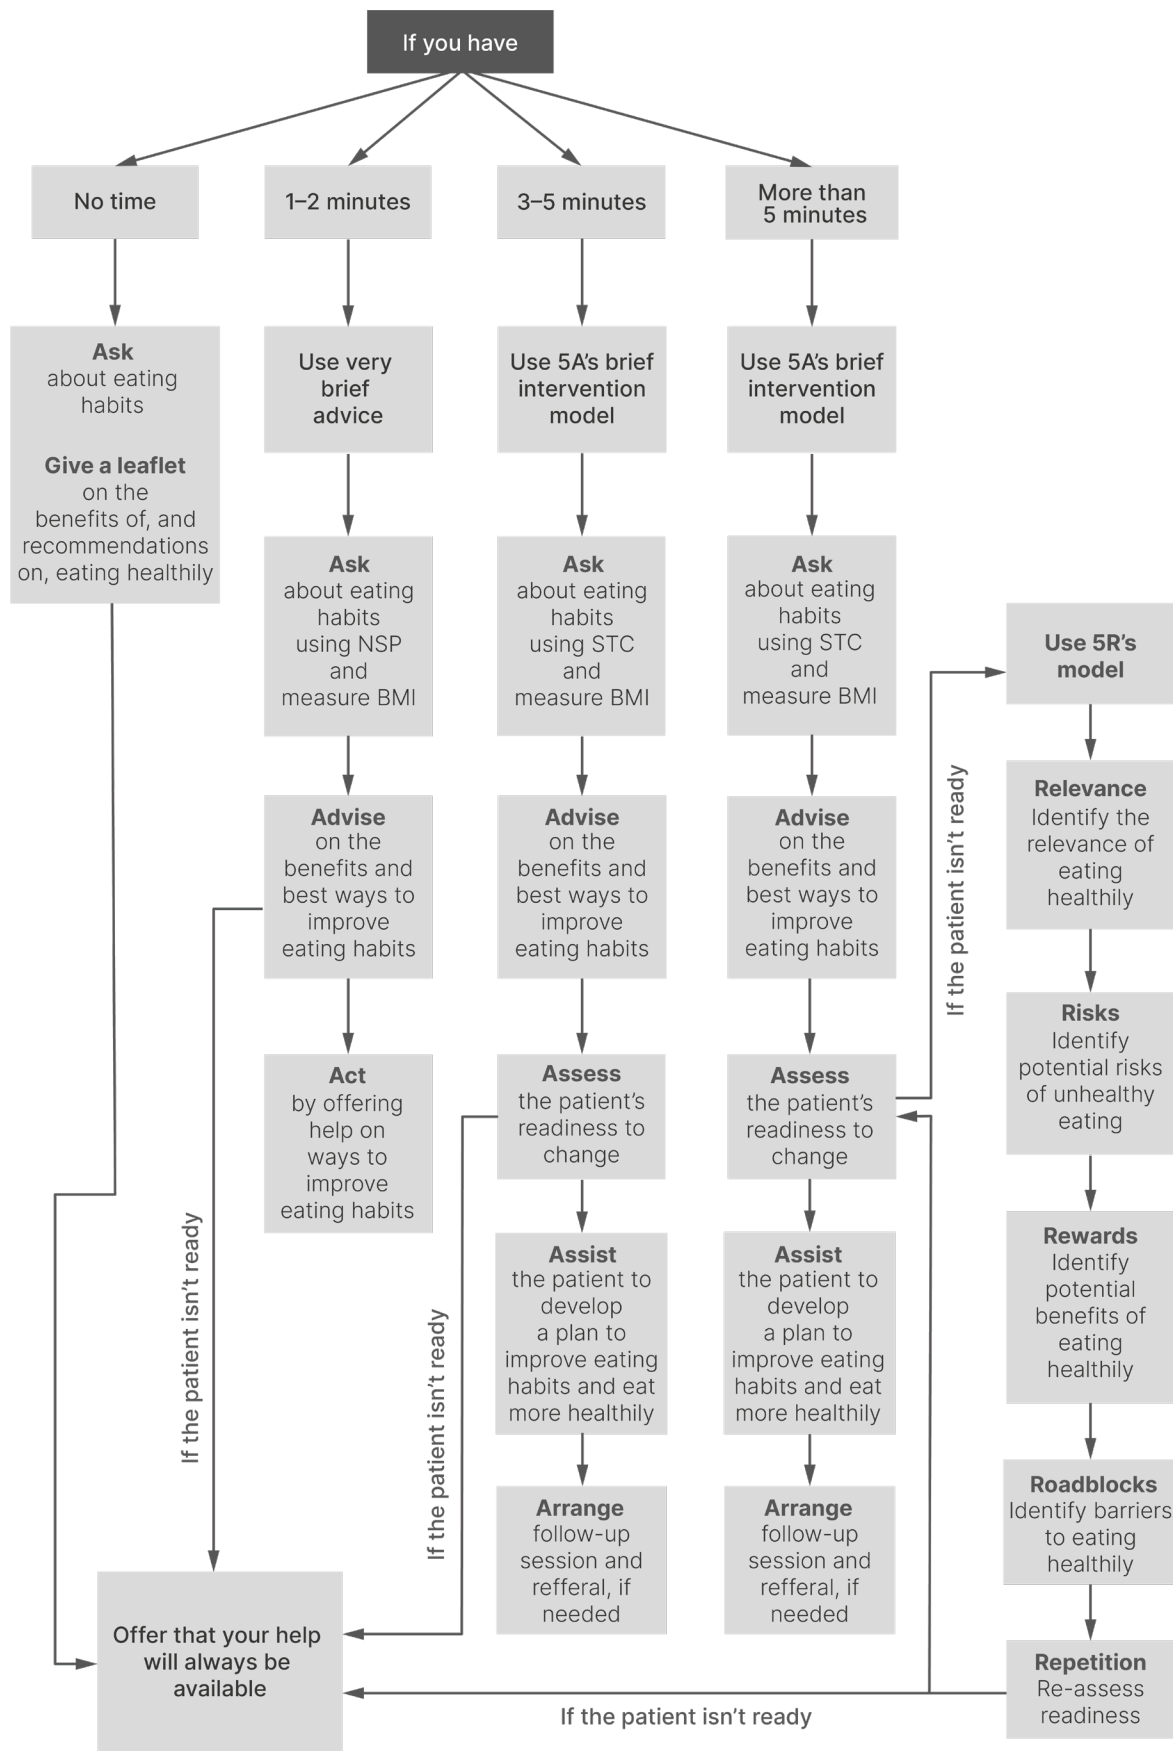 If you have
No time
1–2 minutes
3–5 minutes
More than
5 minutes
Ask
about eating
habits
Give a leaflet
on the
benefits of, and
recommendations
on, eating healthily
Use very
brief
advice
Ask
about eating
habits
using NSP
and
measure BMI
Advise
on the
benefits and
best ways to
improve
eating habits
Act
by offering
help on
ways to
improve
eating habits
If the patient isn't ready
Use 5A's brief
intervention
model
Ask
about eating
habits
using STC
and
measure BMI
Advise
on the
benefits and
best ways to
improve
eating habits
Assess
the patient's
readiness to
change
Assist
the patient to
develop
a plan to
improve eating
habits and eat
more healthily
Arrange
follow-up
session and
refferal, if
needed
If the patient isn't ready
Use 5A's brief
intervention
model
Ask
about eating
habits
using STC
and
measure BMI
Advise
on the
benefits and
best ways to
improve
eating habits
Assess
the patient's
readiness to
change
Assist
the patient to
develop
a plan to
improve eating
habits and eat
more healthily
Arrange
follow-up
session and
refferal, if
needed
If the patient isn't ready
Use 5R's
model
Relevance
Identify the
relevance of
eating
healthily
Risks
Identify
potential risks
of unhealthy
eating
Rewards
Identify
potential
benefits of
eating
healthily
Roadblocks
Identify barriers
to eating
healthily
Repetition
Re-assess
readiness
If the patient isn't ready
Offer that your help
will always be
available